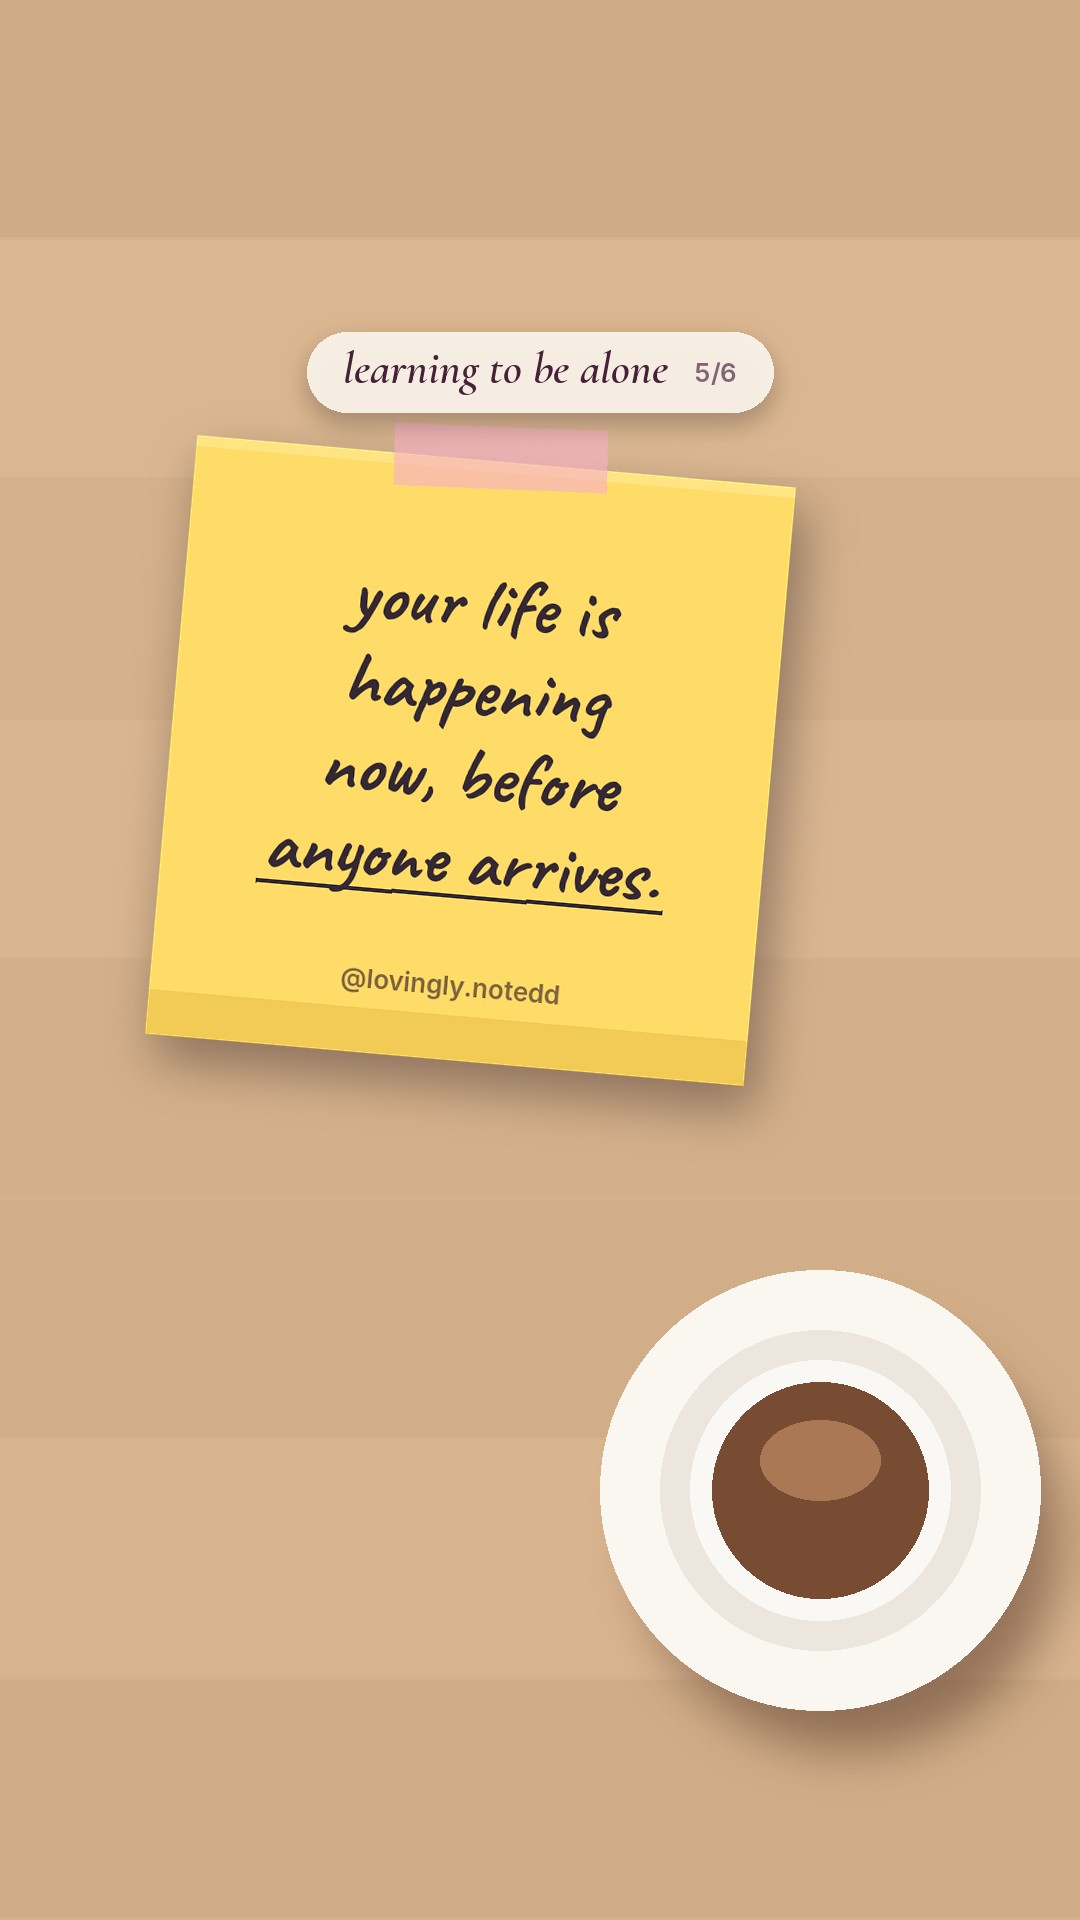 learning to be alone 5/6
your life is
happening
now, before
anyone arrives.
@lovingly.notedd